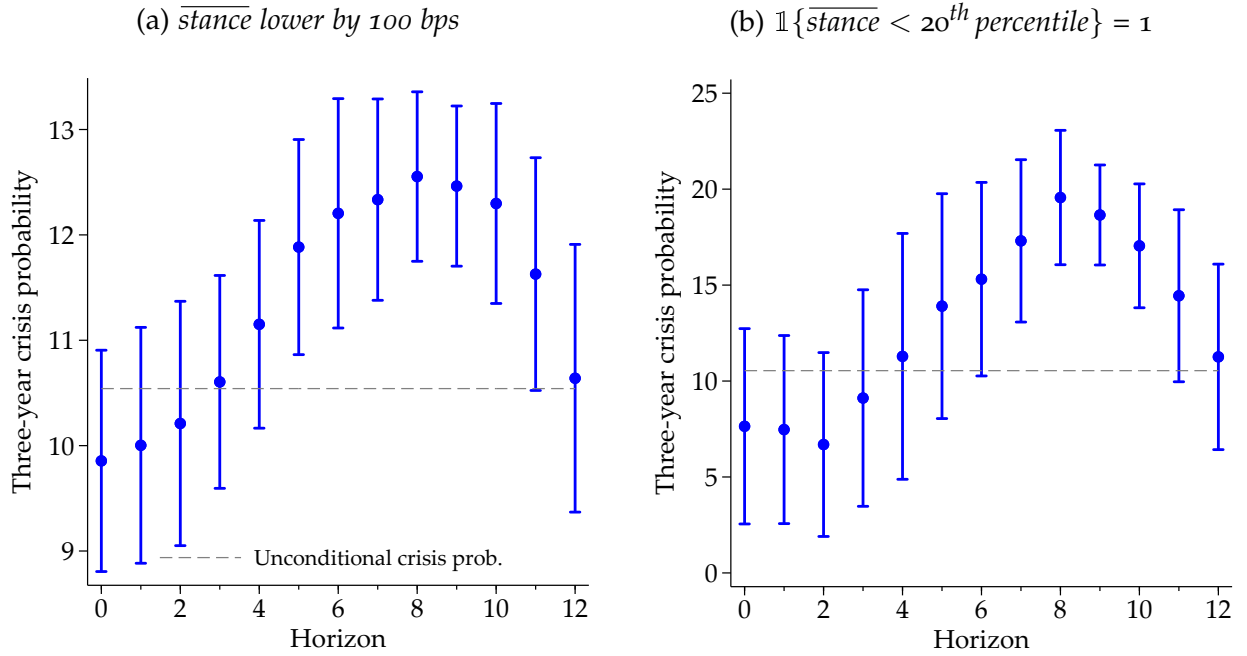 (a) stance lower by 100 bps
Three-year crisis probability
13
12
11
10
9
Unconditional crisis prob.
0 2 4 6 8 10 12
Horizon
(b) 𝟙{stance < 20th percentile} = 1
Three-year crisis probability
25
20
15
10
5
0
0 2 4 6 8 10 12
Horizon